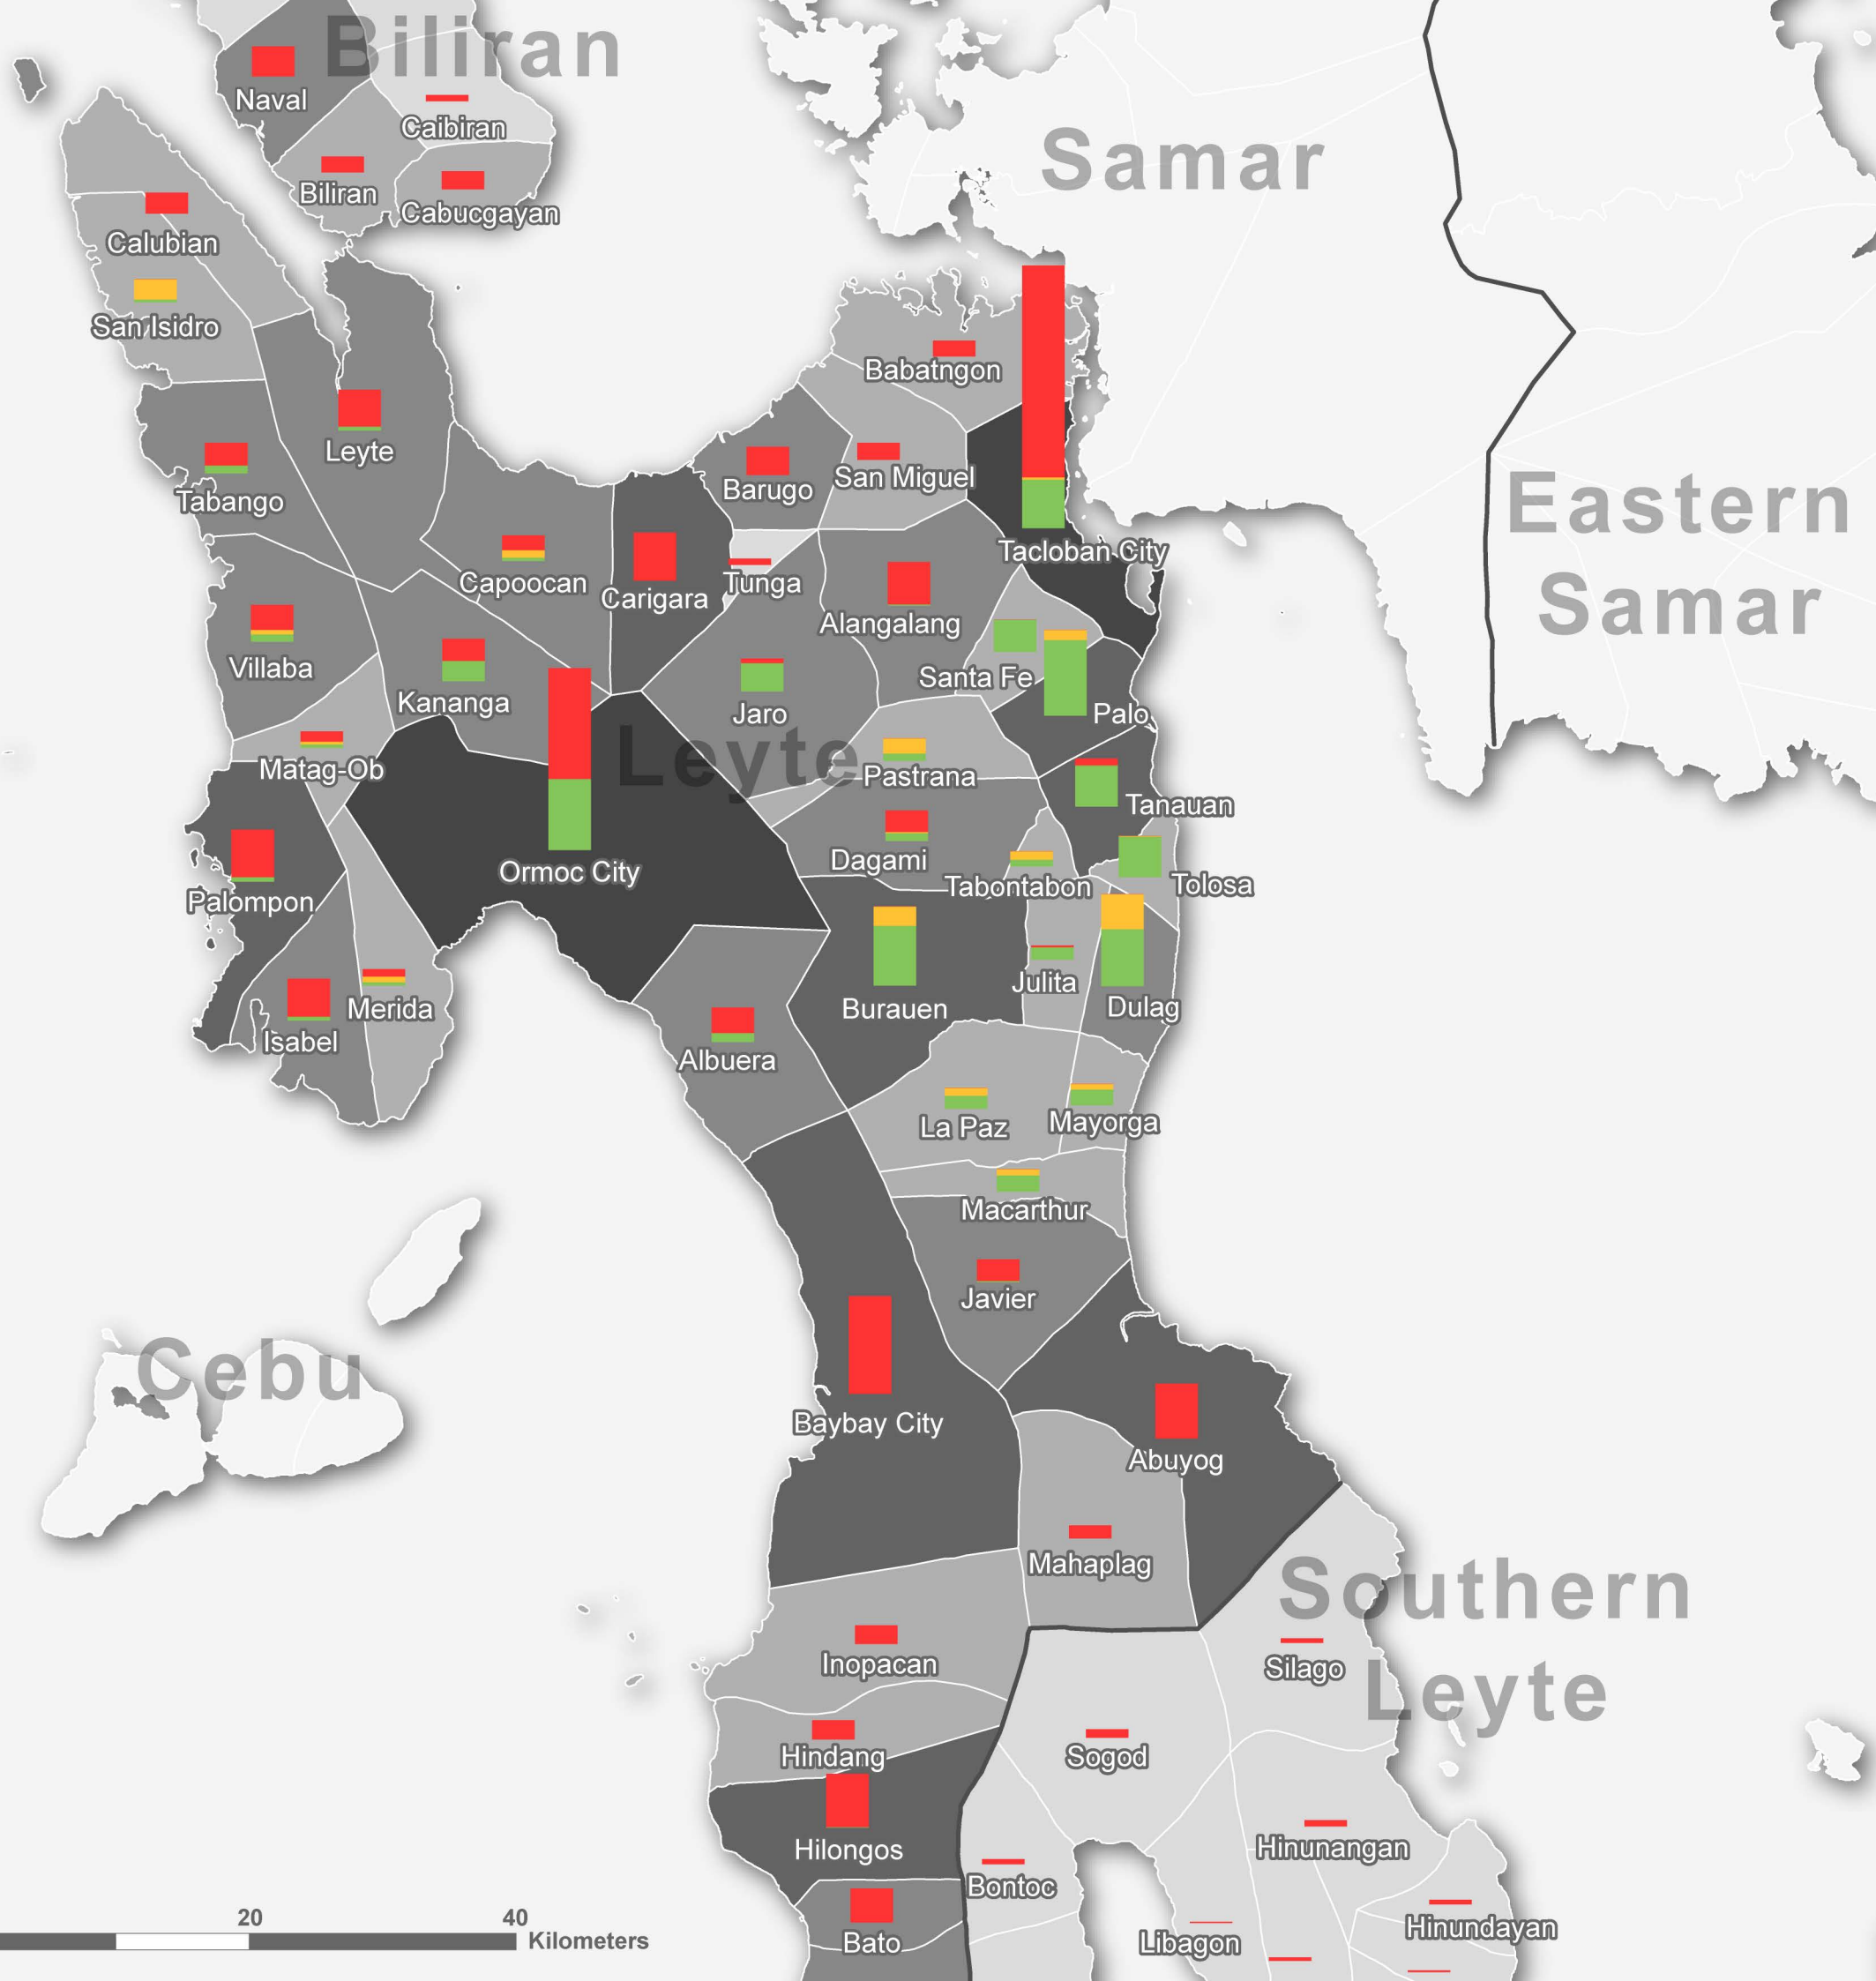 Biliran
Naval
Caibiran
Biliran
Cabucgayan
Samar
Calubian
San Isidro
Babatngon
Leyte
Tabango
Barugo
San Miguel
Eastern
Samar
Tacloban City
Capoocan
Carigara
Tunga
Alangalang
Villaba
Santa Fe
Kananga
Jaro
Palo
Leyte
Matag-Ob
Pastrana
Tanauan
Dagami
Ormoc City
Tabontabon
Tolosa
Palompon
Julita
Burauen
Dulag
Merida
Isabel
Albuera
La Paz
Mayorga
Macarthur
Javier
Cebu
Baybay City
Abuyog
Mahaplag
Southern
Leyte
Inopacan
Silago
Hindang
Sogod
Hilongos
Hinunangan
Bontoc
20
40
Kilometers
Bato
Libagon
Hinundayan